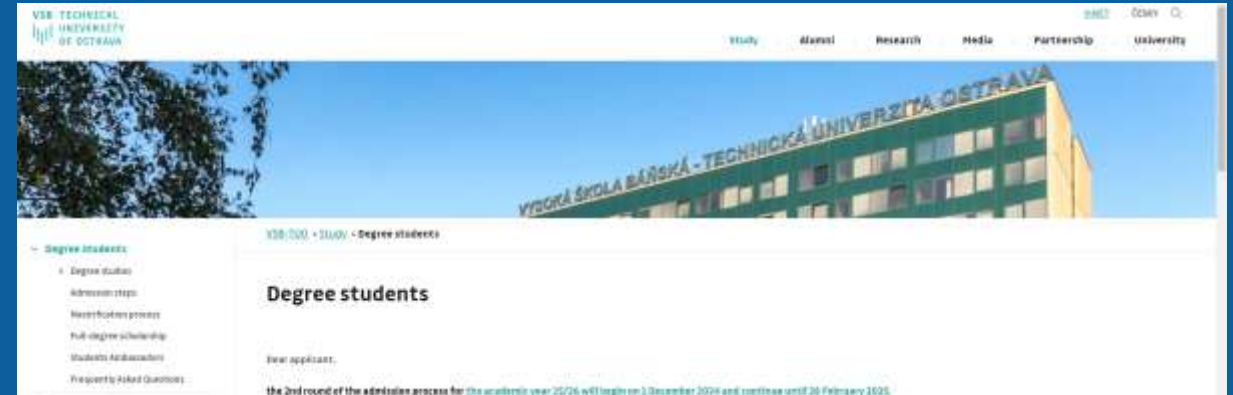 VSB TECHNICAL
UNIVERSITY
OF OSTRAVA
INNET ČESKY
Study Alumni Research Media Partnership University
VYSOKÁ ŠKOLA BÁŇSKÁ - TECHNICKÁ UNIVERZITA OSTRAVA
Degree students
Degree studies
Admission steps
Nostrification process
Full-degree scholarship
Students Ambassadors
Frequently Asked Questions
VSB-TUO • Study • Degree students
Degree students
Dear applicant,
the 2nd round of the admission process for the academic year 25/26 will begin on 1 December 2024 and continue until 28 February 2025.